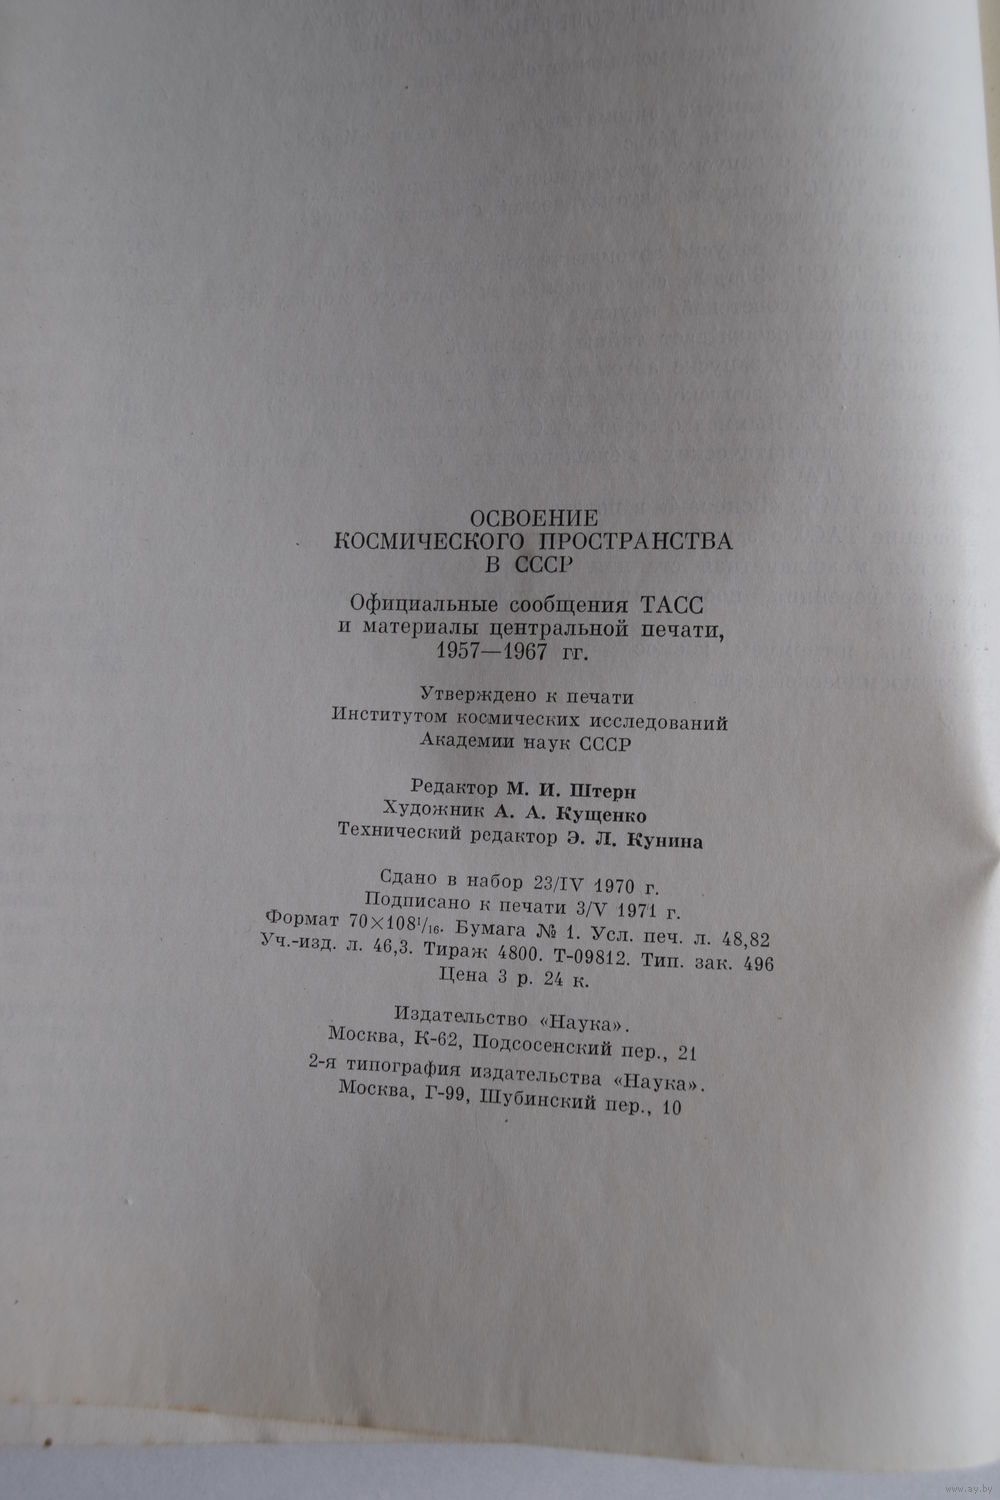 ОСВОЕНИЕ
КОСМИЧЕСКОГО ПРОСТРАНСТВА
В СССР
Официальные сообщения ТАСС
и материалы центральной печати,
1957—1967 гг.
Утверждено к печати
Институтом космических исследований
Академии наук СССР
Редактор М. И. Штерн
Художник А. А. Кущенко
Технический редактор Э. Л. Кунина
Сдано в набор 23/IV 1970 г.
Подписано к печати 3/V 1971 г.
Формат 70×108¹/₁₆. Бумага № 1. Усл. печ. л. 48,82
Уч.-изд. л. 46,3. Тираж 4800. Т-09812. Тип. зак. 496
Цена 3 р. 24 к.
Издательство «Наука».
Москва, К-62, Подсосенский пер., 21
2-я типография издательства «Наука».
Москва, Г-99, Шубинский пер., 10
www.ay.by